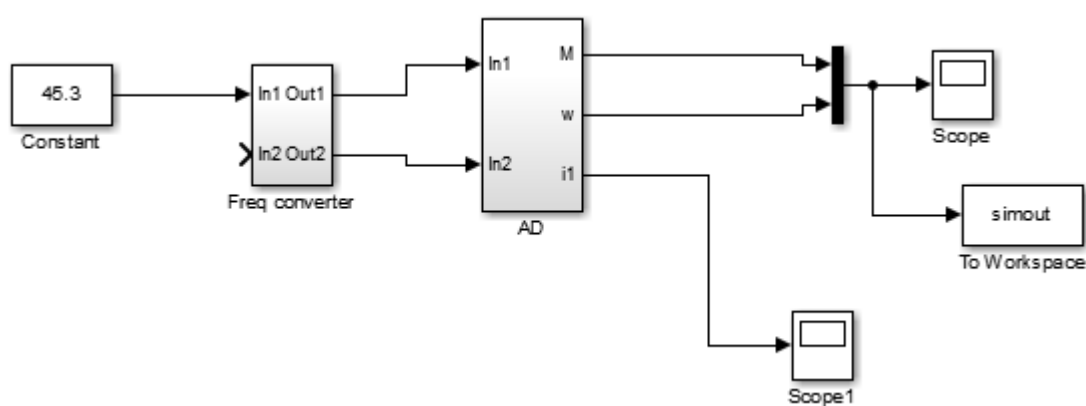 45.3
Constant
In1 Out1
In2 Out2
Freq converter
In1
In2
M
w
i1
AD
Scope
simout
To Workspace
Scope1